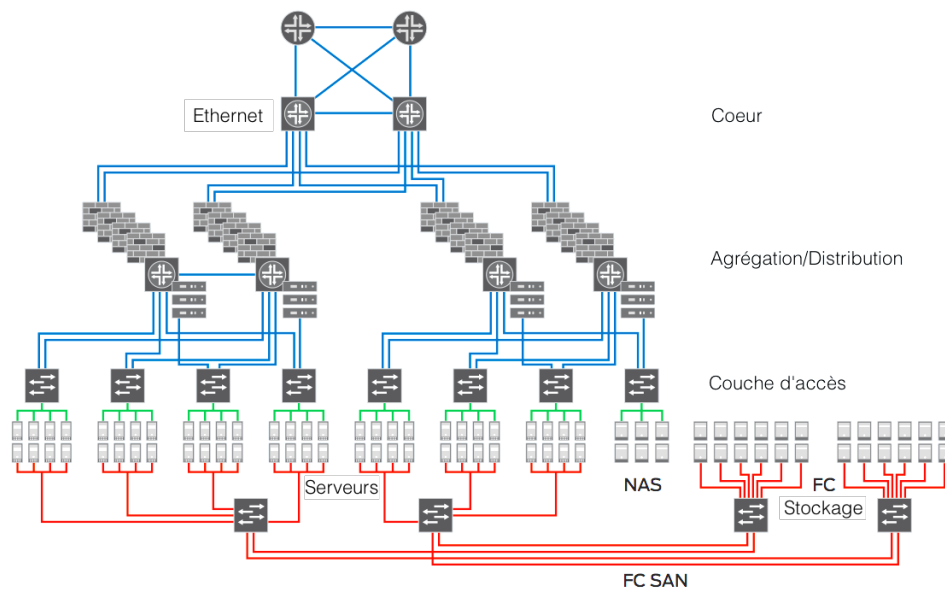 Ethernet
Coeur
Agrégation/Distribution
Couche d'accès
Serveurs
NAS
FC
Stockage
FC SAN